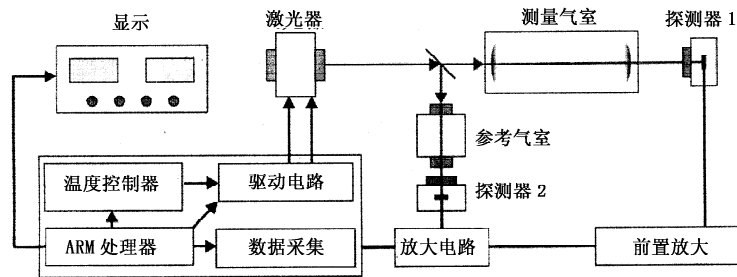 显示
激光器
测量气室
探测器 1
参考气室
探测器 2
温度控制器
驱动电路
ARM 处理器
数据采集
放大电路
前置放大